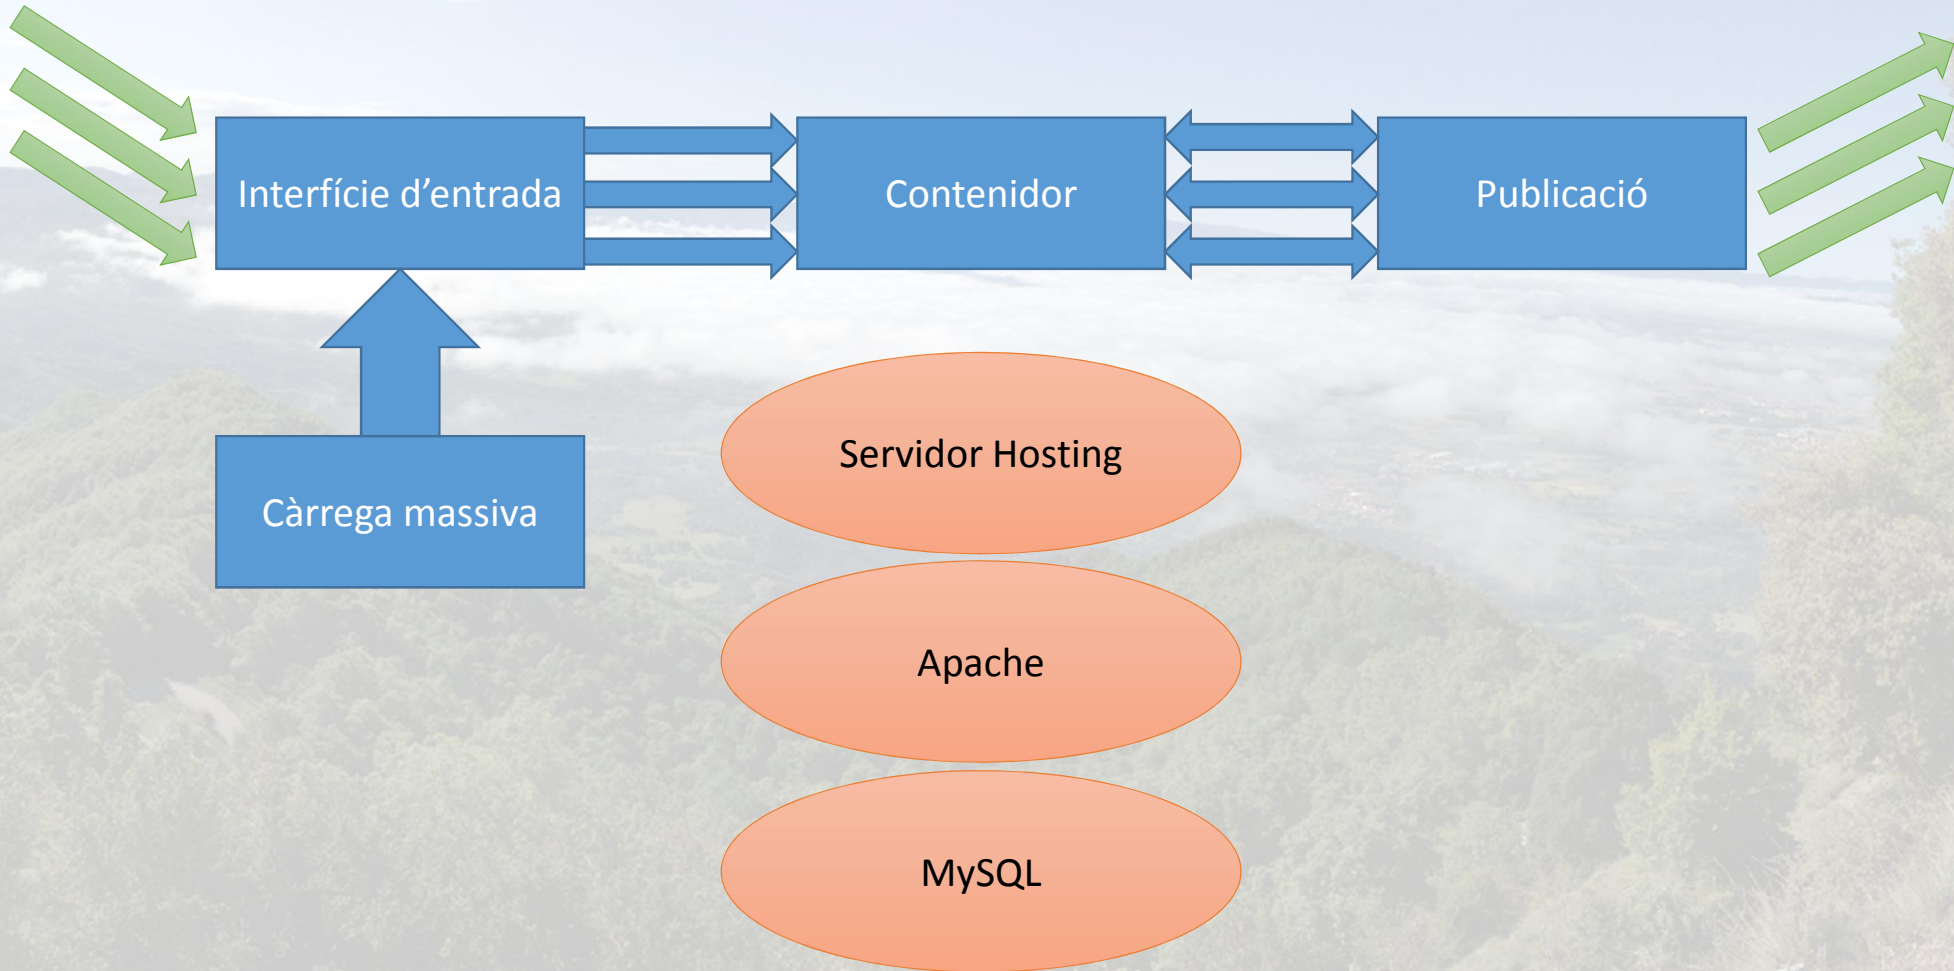 Interfície d’entrada
Contenidor
Publicació
Servidor Hosting
Càrrega massiva
Apache
MySQL